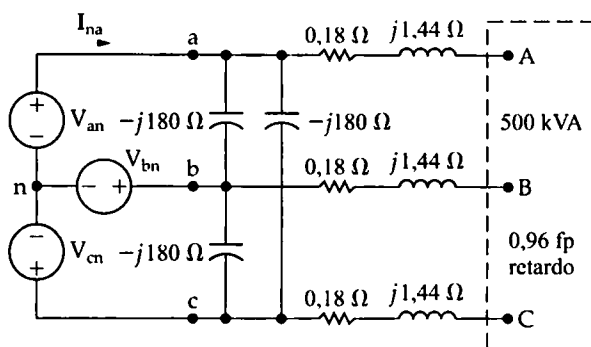 I_na
a
0,18 Ω
j1,44 Ω
A
+
−
V_an
−j180 Ω
−j180 Ω
500 kVA
V_bn
n
− +
b
0,18 Ω
j1,44 Ω
B
−
+
V_cn
−j180 Ω
0,96 fp
retardo
c
0,18 Ω
j1,44 Ω
C